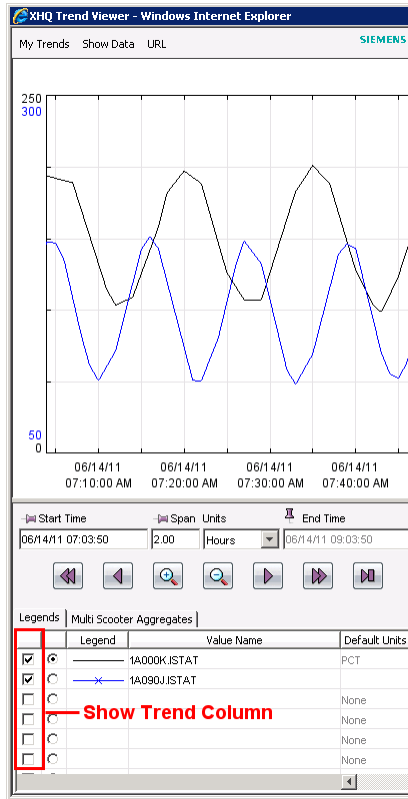 XHQ Trend Viewer - Windows Internet Explorer
My Trends Show Data URL SIEMENS
250
300
50
0
06/14/11 06/14/11 06/14/11 06/14/11
07:10:00 AM 07:20:00 AM 07:30:00 AM 07:40:00 AM
Start Time Span Units End Time
06/14/11 07:03:50 2.00 Hours 06/14/11 09:03:50
Legends Multi Scooter Aggregates
Legend Value Name Default Units
1A000K.ISTAT PCT
1A090J.ISTAT
None
Show Trend Column None
None
None